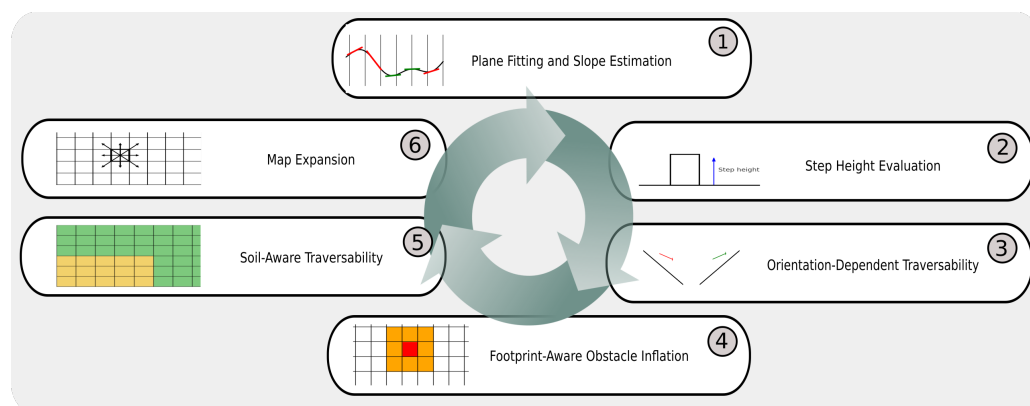 1
Plane Fitting and Slope Estimation
2
Step height
Step Height Evaluation
3
Orientation-Dependent Traversability
4
Footprint-Aware Obstacle Inflation
5
Soil-Aware Traversability
6
Map Expansion